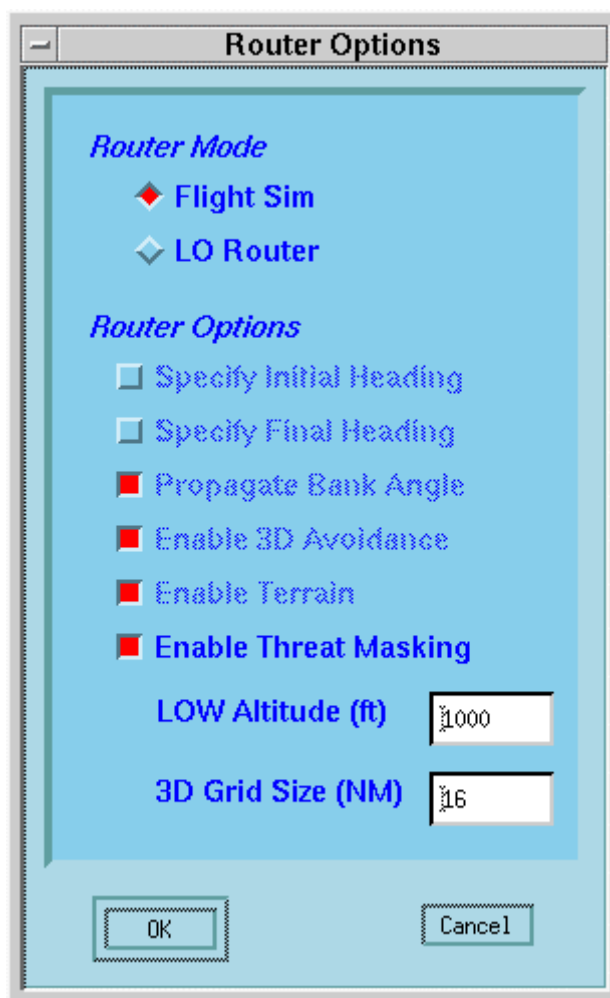 Router Options
Router Mode
Flight Sim
LO Router
Router Options
Specify Initial Heading
Specify Final Heading
Propagate Bank Angle
Enable 3D Avoidance
Enable Terrain
Enable Threat Masking
LOW Altitude (ft) 1000
3D Grid Size (NM) 16
OK Cancel